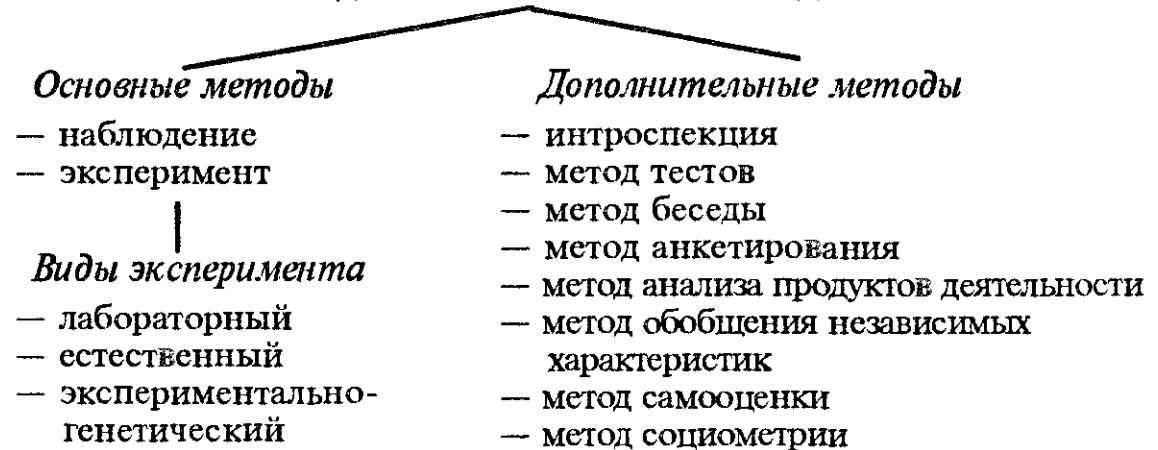 Основные методы
— наблюдение
— эксперимент
Виды эксперимента
— лабораторный
— естественный
— экспериментально-
генетический
Дополнительные методы
— интроспекция
— метод тестов
— метод беседы
— метод анкетирования
— метод анализа продуктов деятельности
— метод обобщения независимых
характеристик
— метод самооценки
— метод социометрии